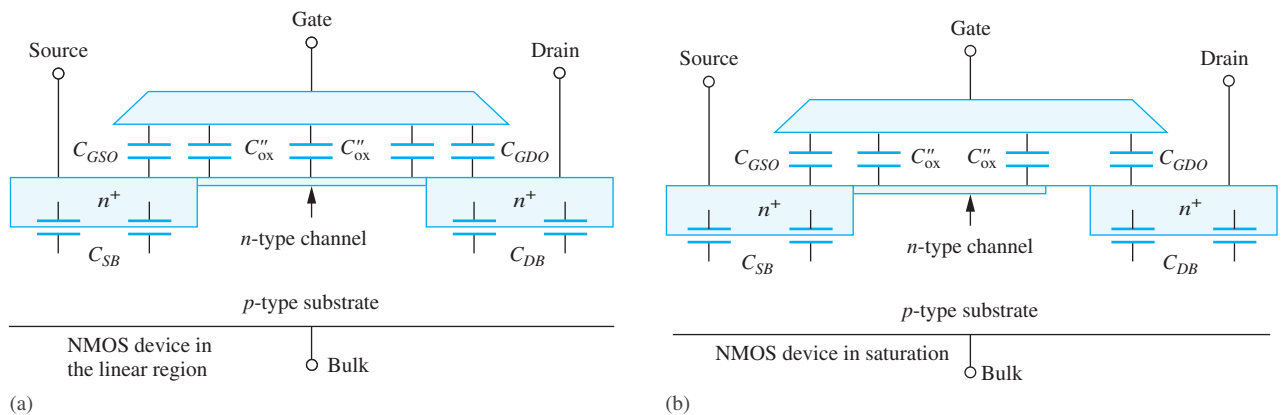 Gate
Source
Drain
C_GSO
C″_ox
C″_ox
C_GDO
n⁺
n⁺
C_SB
n-type channel
C_DB
p-type substrate
NMOS device in
the linear region
Bulk
(a)
Gate
Source
Drain
C_GSO
C″_ox
C″_ox
C_GDO
n⁺
n⁺
C_SB
n-type channel
C_DB
p-type substrate
NMOS device in saturation
Bulk
(b)